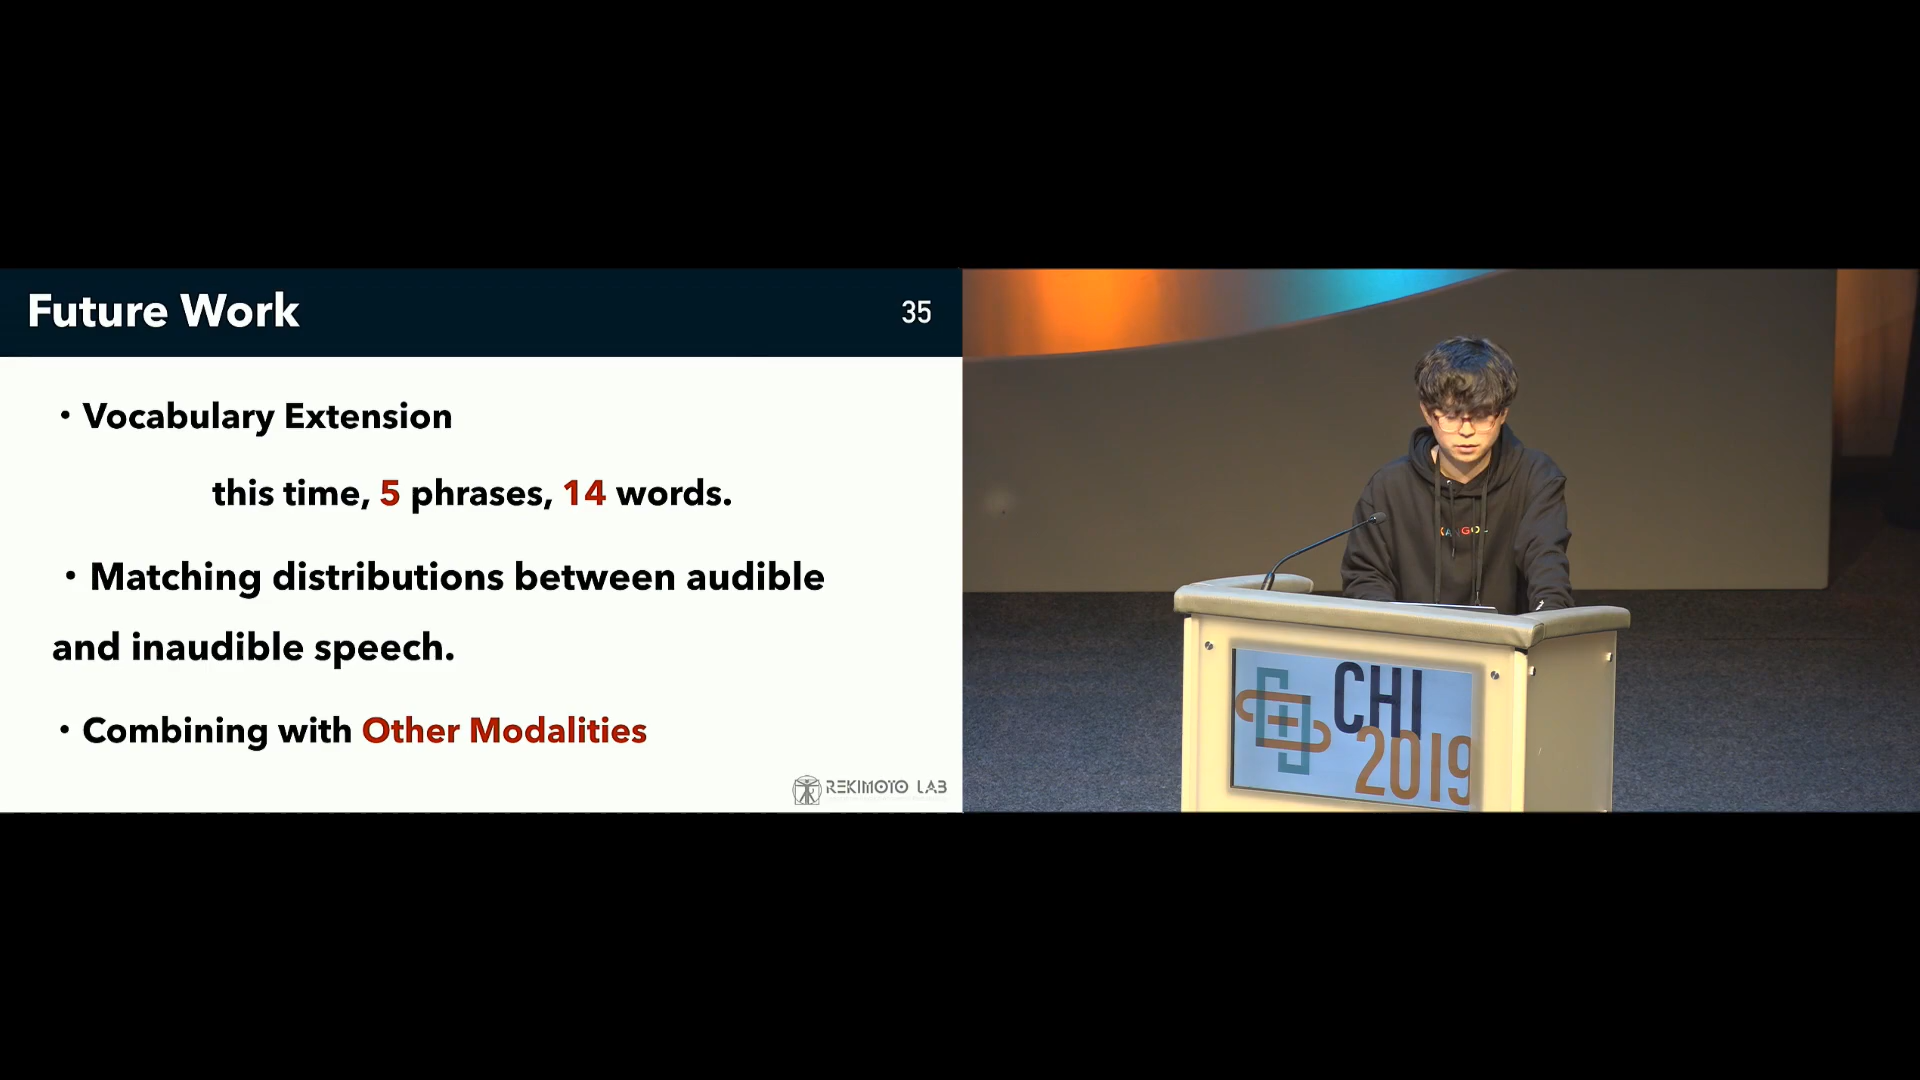 Future Work
35
・Vocabulary Extension
this time, 5 phrases, 14 words.
・Matching distributions between audible
and inaudible speech.
・Combining with Other Modalities
REKIMOTO LAB
KANGOL
CHI
2019